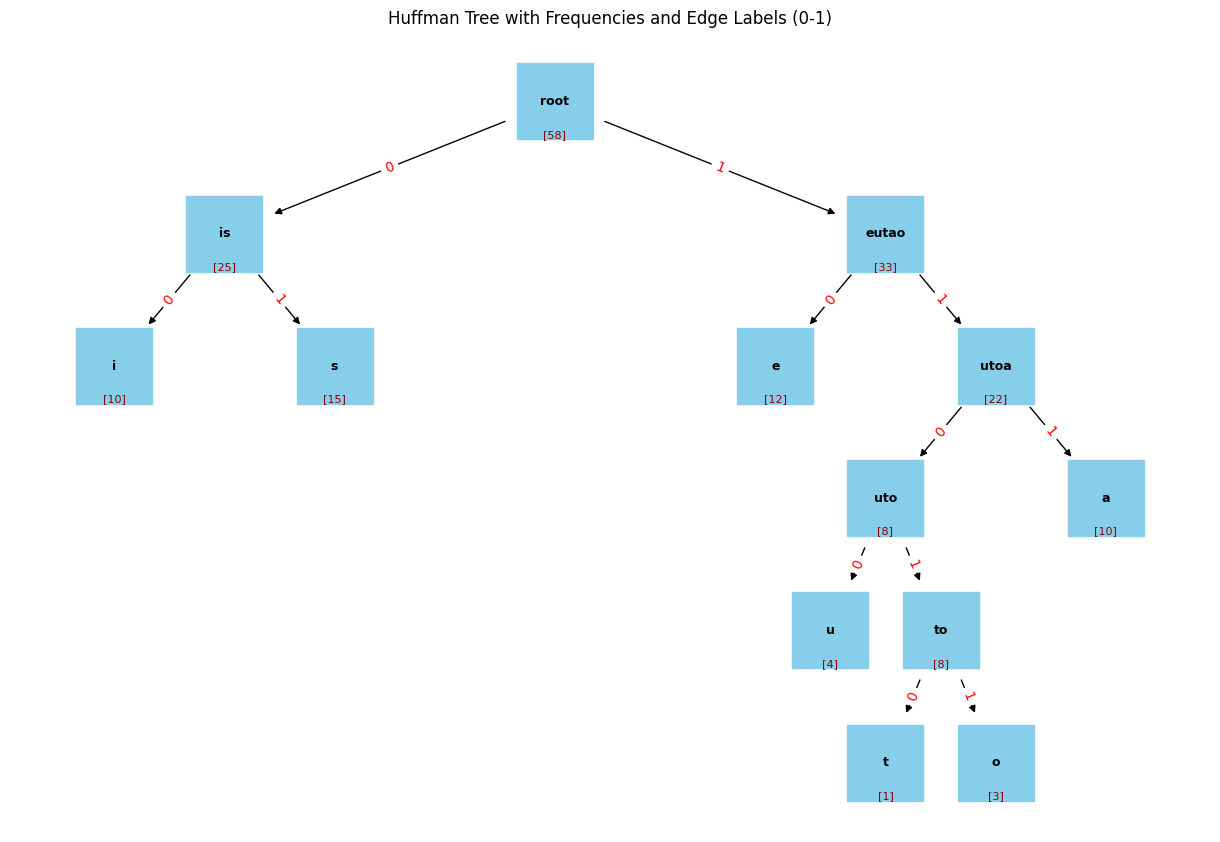 Huffman Tree with Frequencies and Edge Labels (0-1)
root
[58]
0
1
is
[25]
eutao
[33]
0
1
0
1
i
[10]
s
[15]
e
[12]
utoa
[22]
0
1
uto
[8]
a
[10]
0
1
u
[4]
to
[8]
0
1
t
[1]
o
[3]